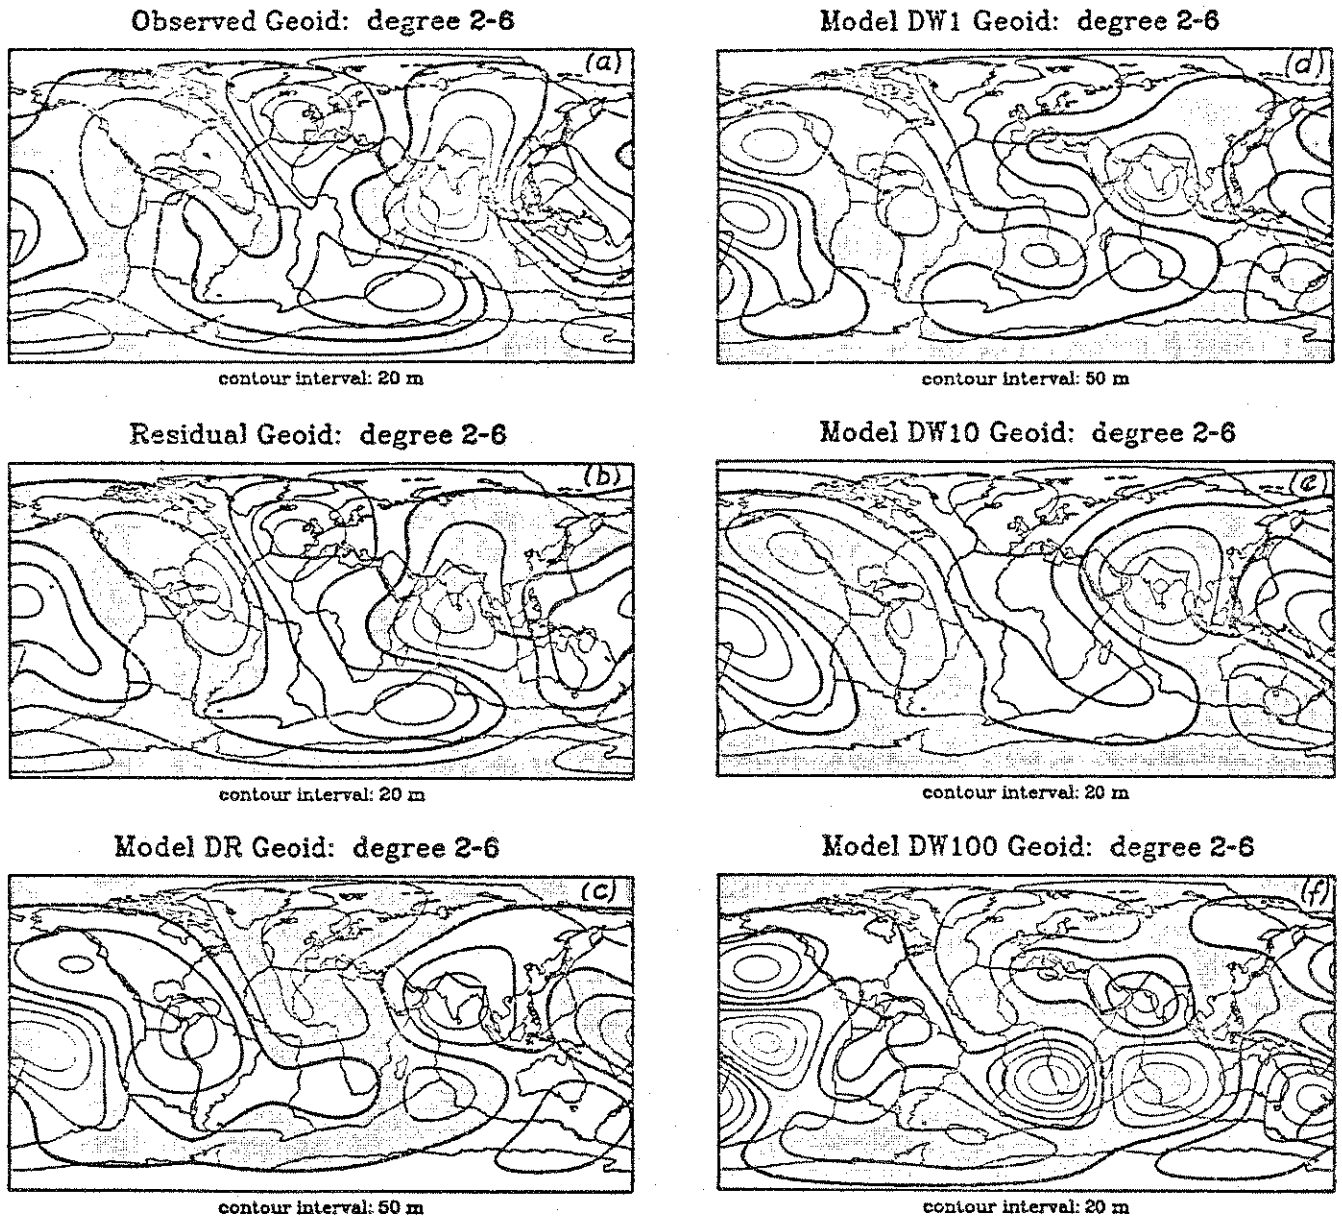 Observed Geoid: degree 2-6
(a)
contour interval: 20 m
Residual Geoid: degree 2-6
(b)
contour interval: 20 m
Model DR Geoid: degree 2-6
(c)
contour interval: 50 m
Model DW1 Geoid: degree 2-6
(d)
contour interval: 50 m
Model DW10 Geoid: degree 2-6
(e)
contour interval: 20 m
Model DW100 Geoid: degree 2-6
(f)
contour interval: 20 m